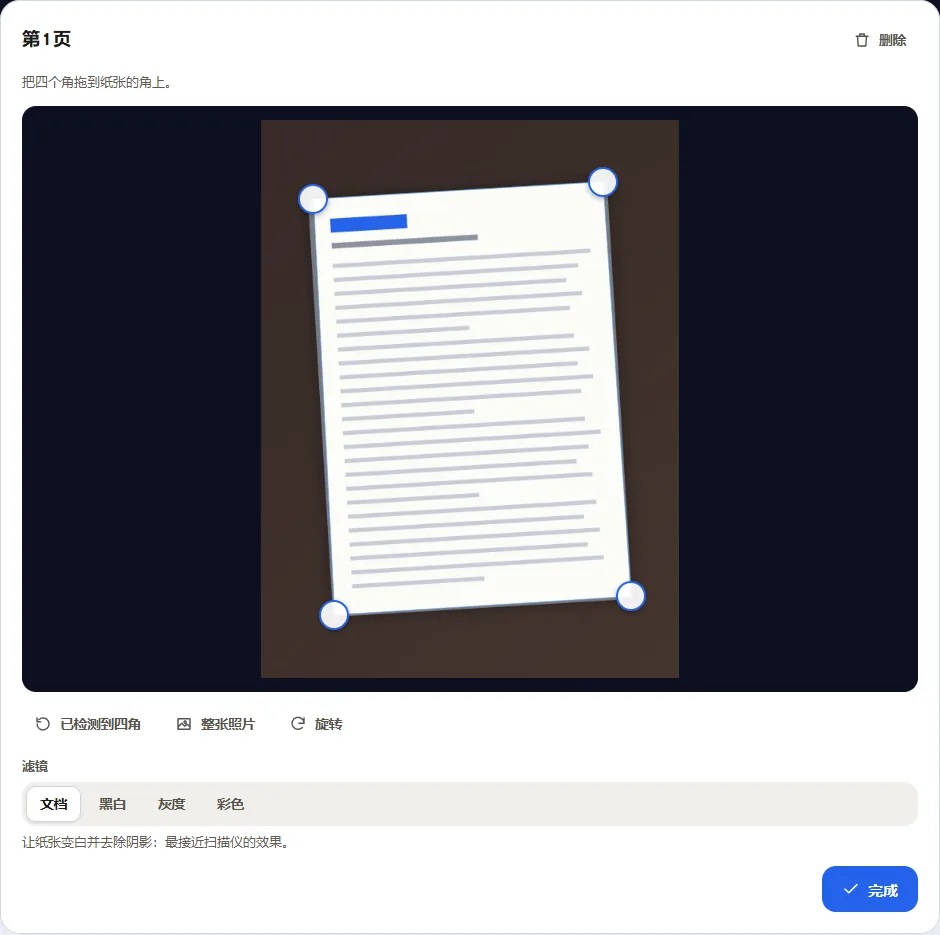 第1页
删除
把四个角拖到纸张的角上。
已检测到四角 整张照片 旋转
滤镜
文档 黑白 灰度 彩色
让纸张变白并去除阴影：最接近扫描仪的效果。
完成